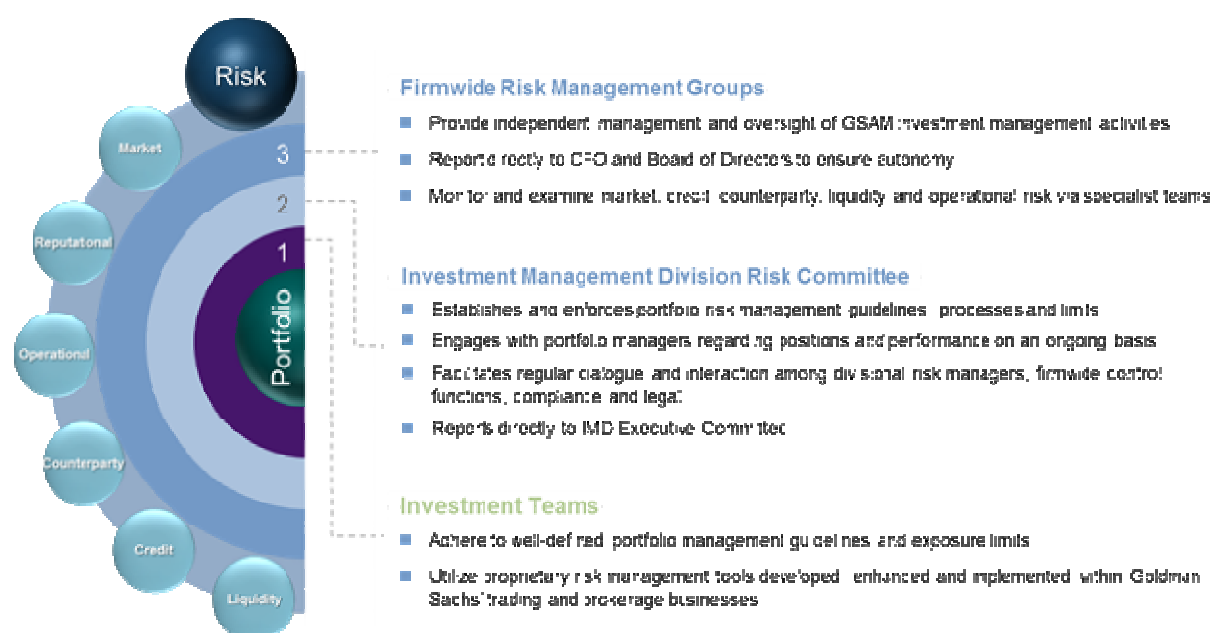 Risk
Market
Reputatonal
Operational
Counterparty
Credit
Liquidity
3
2
1
Portfolio
Firmwide Risk Management Groups
Provide independent management and oversight of GSAM investment management activities
Report directly to CFO and Board of Directors to ensure autonomy
Monitor and examine market, credit, counterparty, liquidity and operational risk via specialist teams
Investment Management Division Risk Committee
Establishes and enforces portfolio risk management guidelines, processes and limits
Engages with portfolio managers regarding positions and performance on an ongoing basis
Facilitates regular dialogue and interaction among divisional risk managers, firmwide control
functions, compliance and legal
Reports directly to IMD Executive Committee
Investment Teams
Adhere to well-defined portfolio management guidelines and exposure limits
Utilize proprietary risk management tools developed, enhanced and implemented within Goldman
Sachs' trading and brokerage businesses